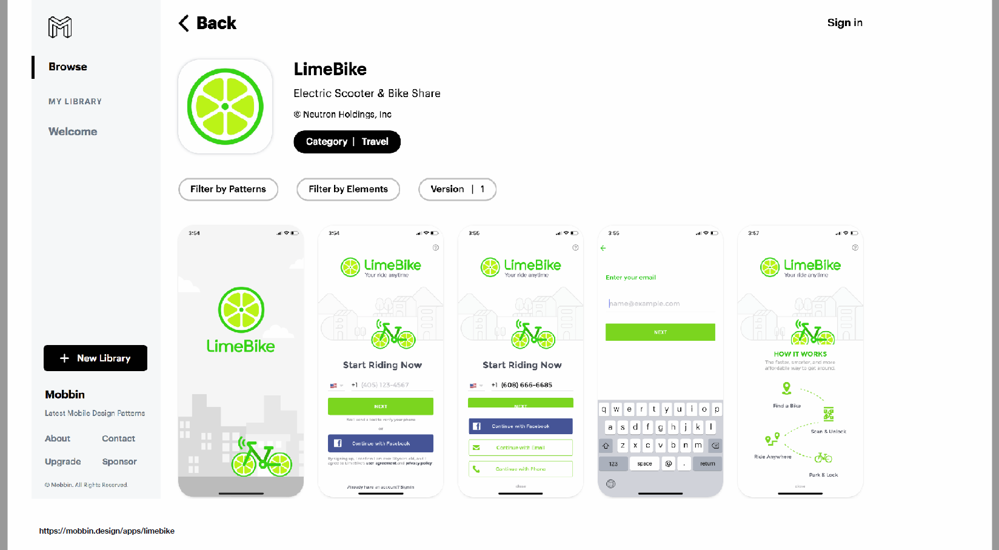 Back
Sign in
Browse
MY LIBRARY
Welcome
+ New Library
Mobbin
Latest Mobile Design Patterns
About Contact
Upgrade Sponsor
© Mobbin. All Rights Reserved.
LimeBike
Electric Scooter & Bike Share
© Neutron Holdings, Inc
Category | Travel
Filter by Patterns
Filter by Elements
Version | 1
3:54
LimeBike
3:54
LimeBike
Your ride anytime
Start Riding Now
+1 (405) 123-4567
NEXT
We'll send a text to verify your phone.
or
Continue with Facebook
By signing up, I confirm I am over 18 years old, and I
agree to LimeBike's user agreement and privacy policy
Already have an account? Sign in
3:55
LimeBike
Your ride anytime
Start Riding Now
+1 (608) 666-6685
NEXT
Continue with Facebook
Continue with Email
Continue with Phone
close
3:55
Enter your email
name@example.com
NEXT
q w e r t y u i o p
a s d f g h j k l
z x c v b n m
123 space @ . return
3:57
LimeBike
Your ride anytime
HOW IT WORKS
The faster, smarter, and more
affordable way to get around.
Find a Bike
Scan & Unlock
Ride Anywhere
Park & Lock
close
https://mobbin.design/apps/limebike